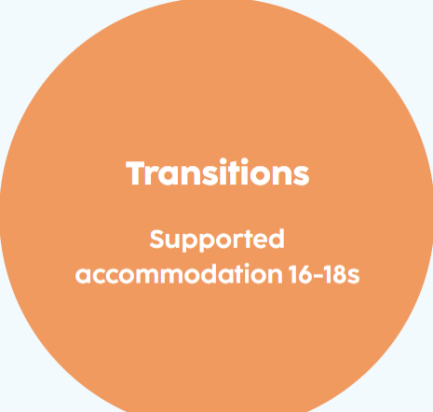 Transitions
Supported
accommodation 16-18s